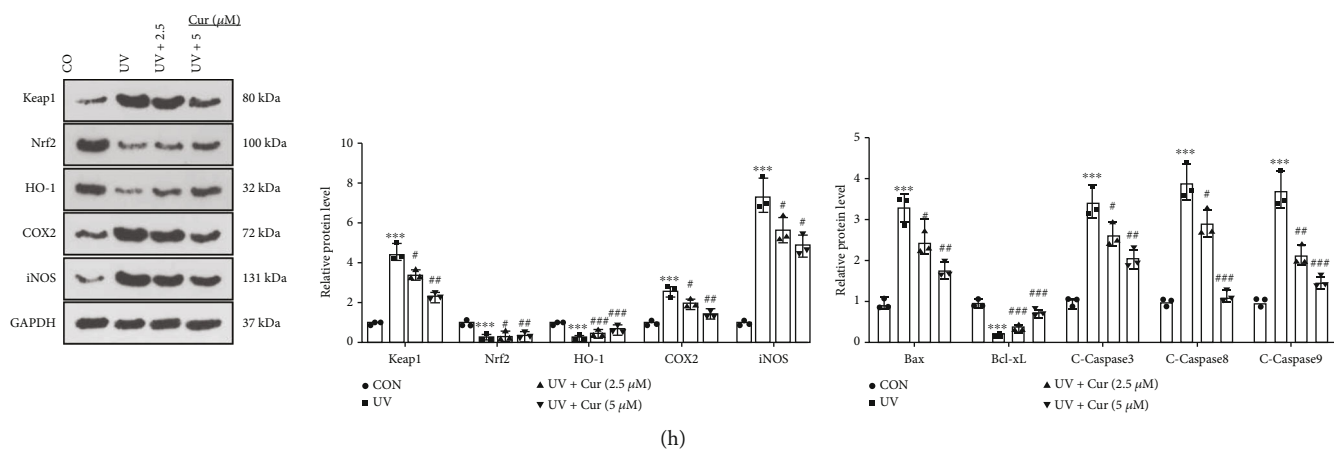 Cur (μM)
CO
UV
UV + 2.5
UV + 5
Keap1
80 kDa
Nrf2
100 kDa
HO-1
32 kDa
COX2
72 kDa
iNOS
131 kDa
GAPDH
37 kDa
Relative protein level
10
8
6
4
2
0
***
#
##
***
#
##
***
###
###
***
#
##
***
#
#
Keap1
Nrf2
HO-1
COX2
iNOS
CON
UV
UV + Cur (2.5 μM)
UV + Cur (5 μM)
Relative protein level
5
4
3
2
1
0
***
#
##
***
###
###
***
#
##
***
#
###
***
##
###
Bax
Bcl-xL
C-Caspase3
C-Caspase8
C-Caspase9
CON
UV
UV + Cur (2.5 μM)
UV + Cur (5 μM)
(h)